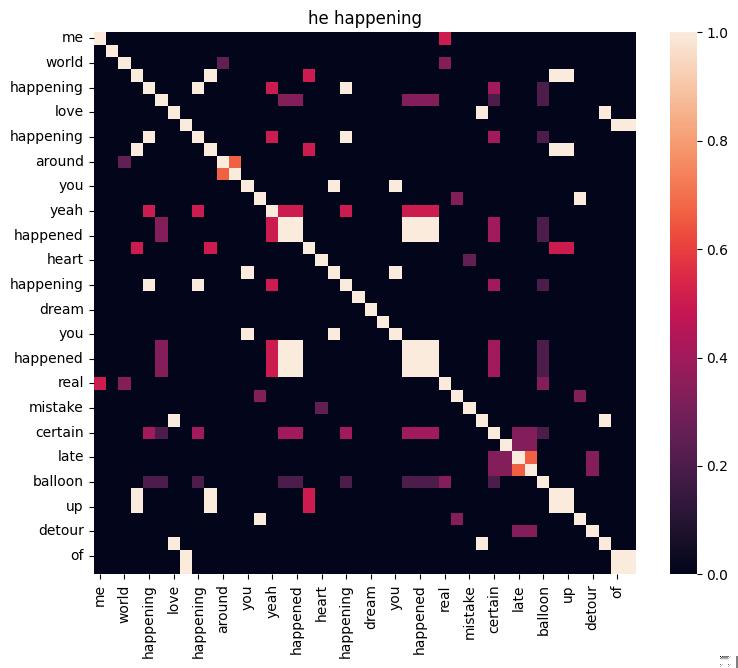 he happening
me
world
happening
love
happening
around
you
yeah
happened
heart
happening
dream
you
happened
real
mistake
certain
late
balloon
up
detour
of
1.0
0.8
0.6
0.4
0.2
0.0
me
world
happening
love
happening
around
you
yeah
happened
heart
happening
dream
you
happened
real
mistake
certain
late
balloon
up
detour
of